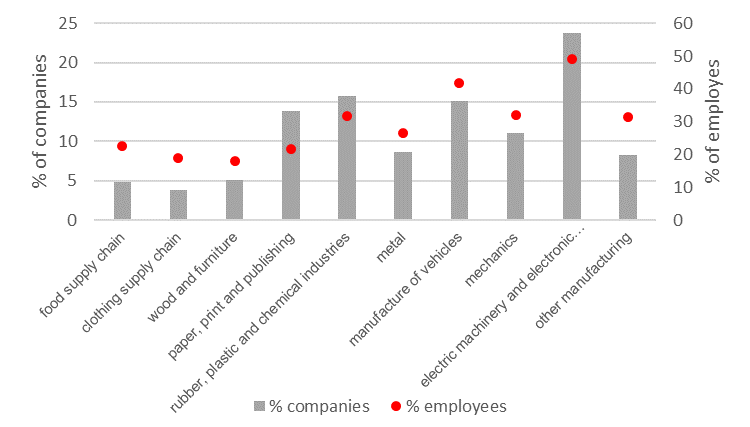 25
20
15
10
5
0
% of companies
60
50
40
30
20
10
0
% of employes
food supply chain
clothing supply chain
wood and furniture
paper, print and publishing
rubber, plastic and chemical industries
metal
manufacture of vehicles
mechanics
electric machinery and electronic...
other manufacturing
% companies
% employees